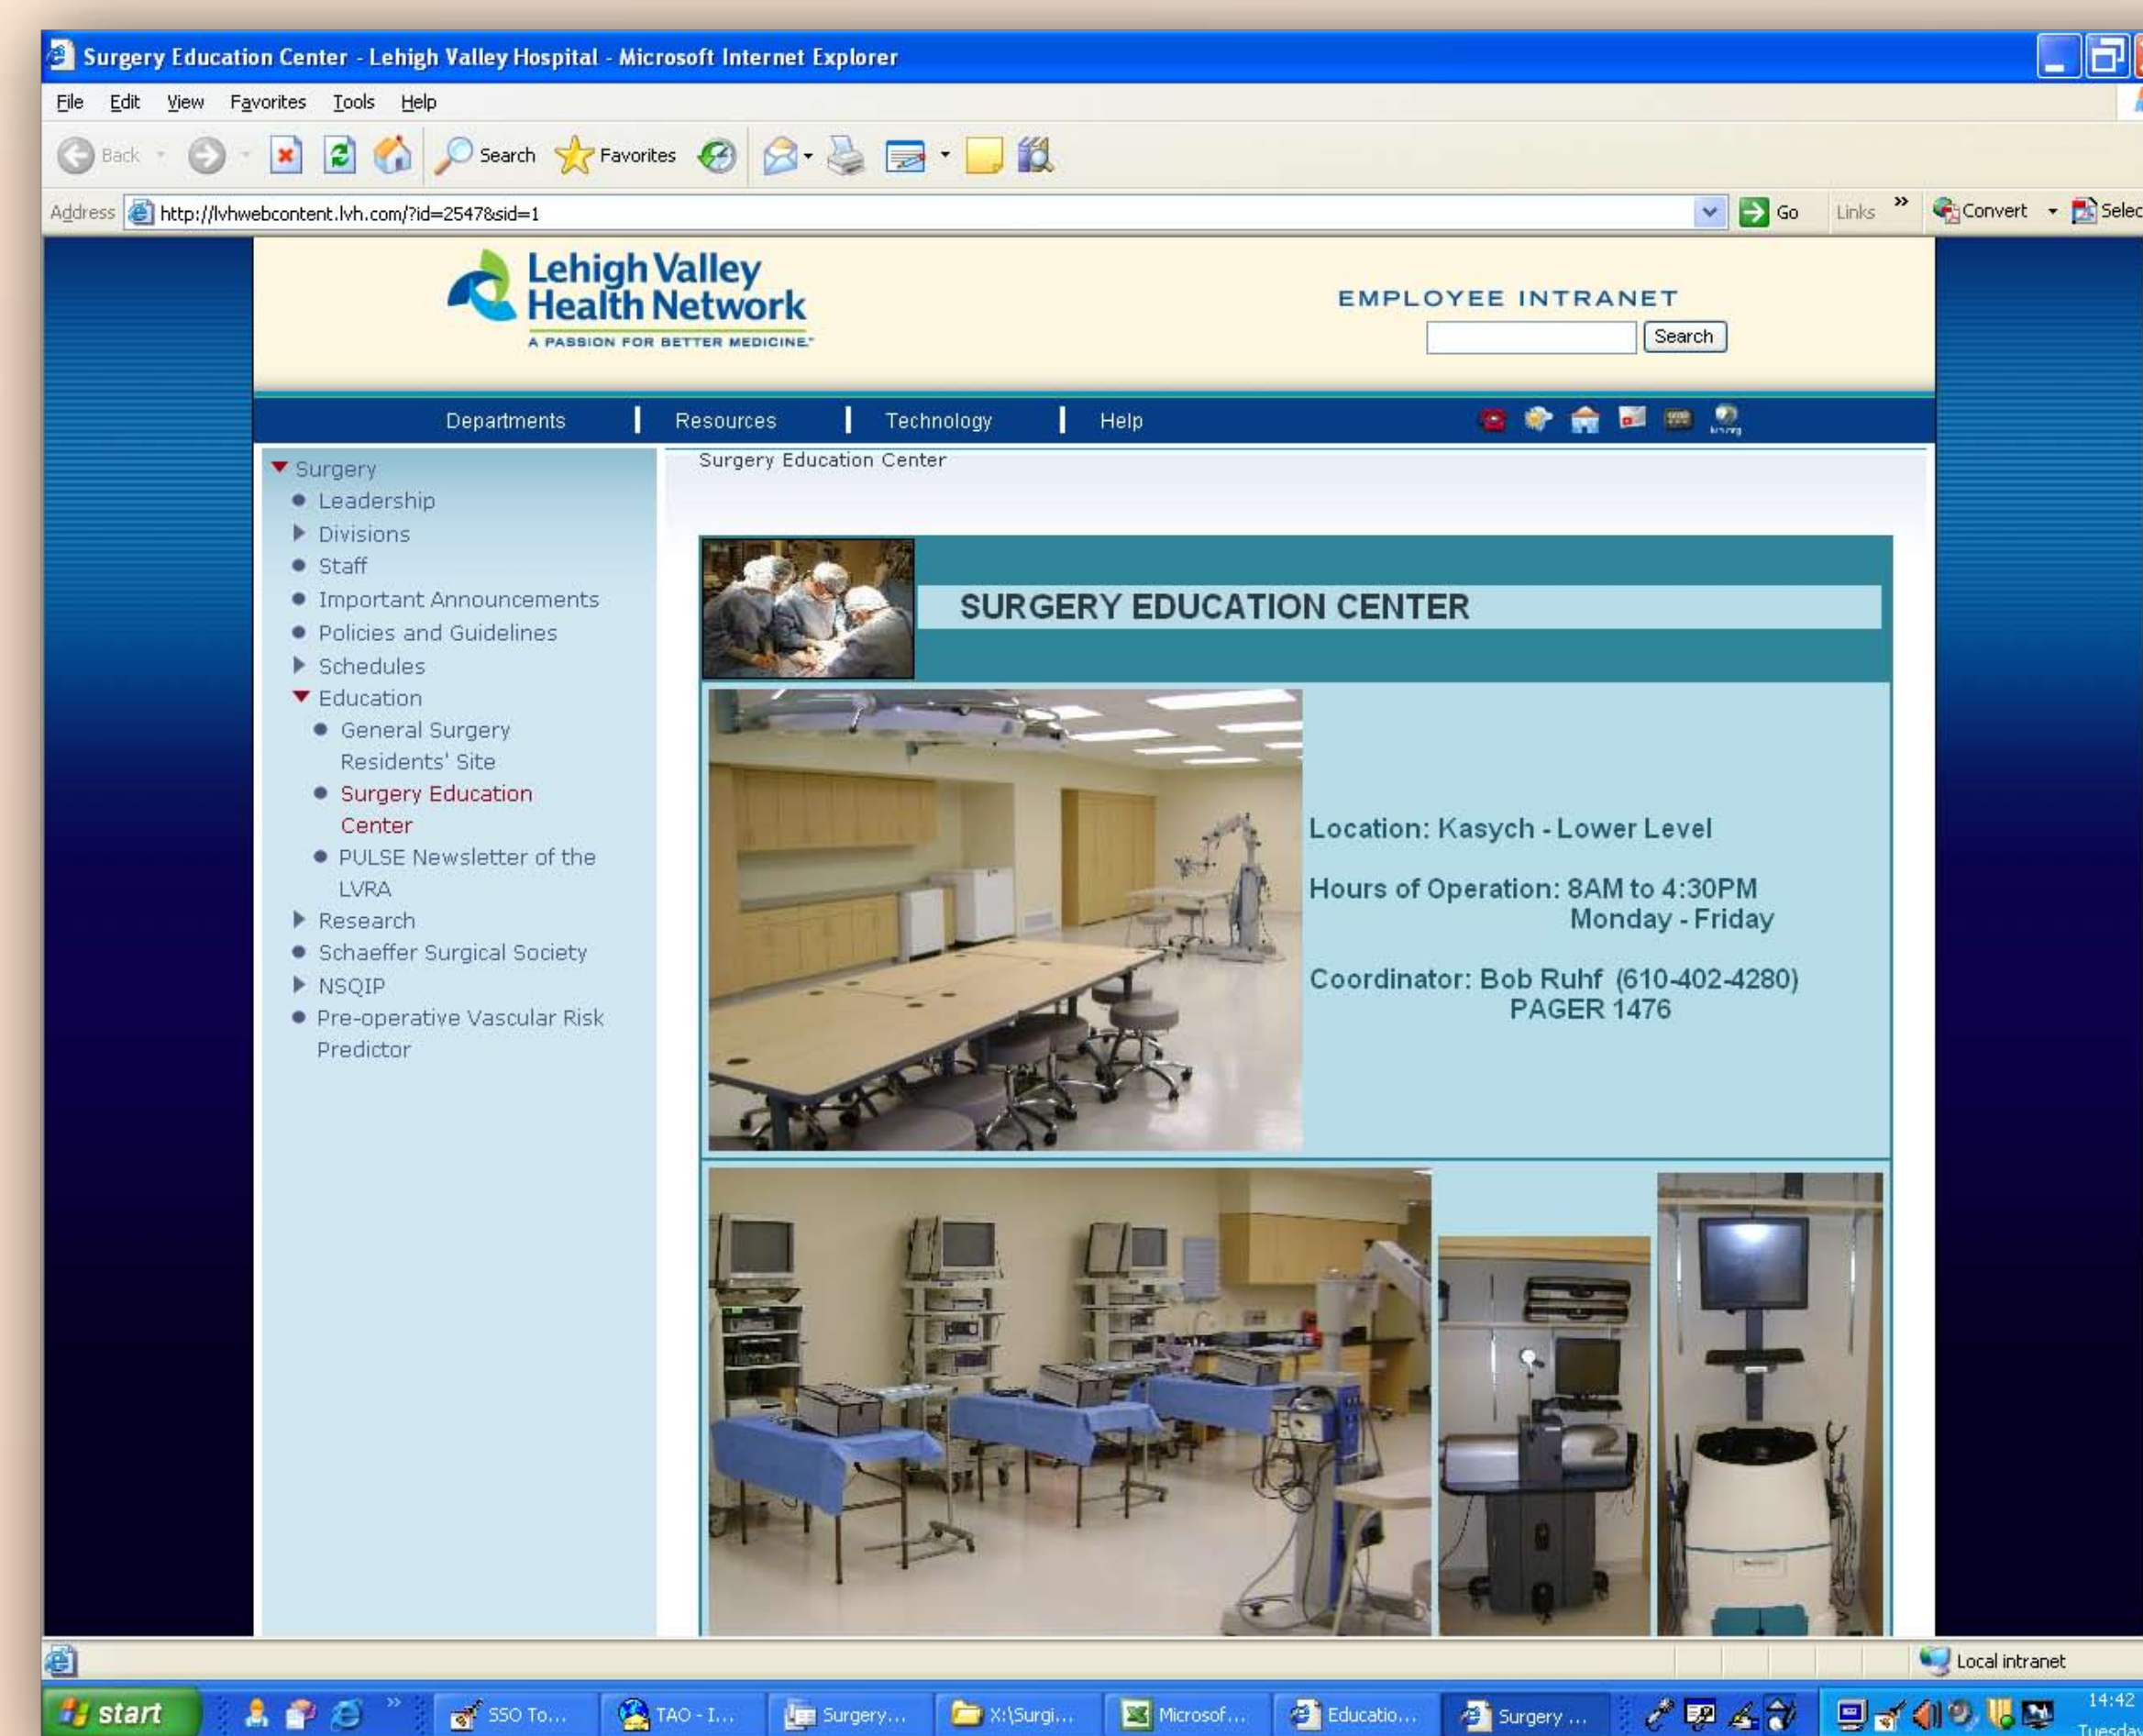 Surgery Education Center - Lehigh Valley Hospital - Microsoft Internet Explorer
File Edit View Favorites Tools Help
Back Search Favorites
Address http://lvhwebcontent.lvh.com/?id=2547&sid=1 Go Links » Convert Selec
Lehigh Valley
Health Network
A PASSION FOR BETTER MEDICINE.™
EMPLOYEE INTRANET
Search
Departments Resources Technology Help
Surgery
Leadership
Divisions
Staff
Important Announcements
Policies and Guidelines
Schedules
Education
General Surgery
Residents' Site
Surgery Education
Center
PULSE Newsletter of the
LVRA
Research
Schaeffer Surgical Society
NSQIP
Pre-operative Vascular Risk
Predictor
Surgery Education Center
SURGERY EDUCATION CENTER
Location: Kasych - Lower Level
Hours of Operation: 8AM to 4:30PM
Monday - Friday
Coordinator: Bob Ruhf (610-402-4280)
PAGER 1476
Local intranet
start » SSO To... TAO - I... Surgery... X:\Surgi... Microsof... Educatio... Surgery ... 14:42
Tuesday